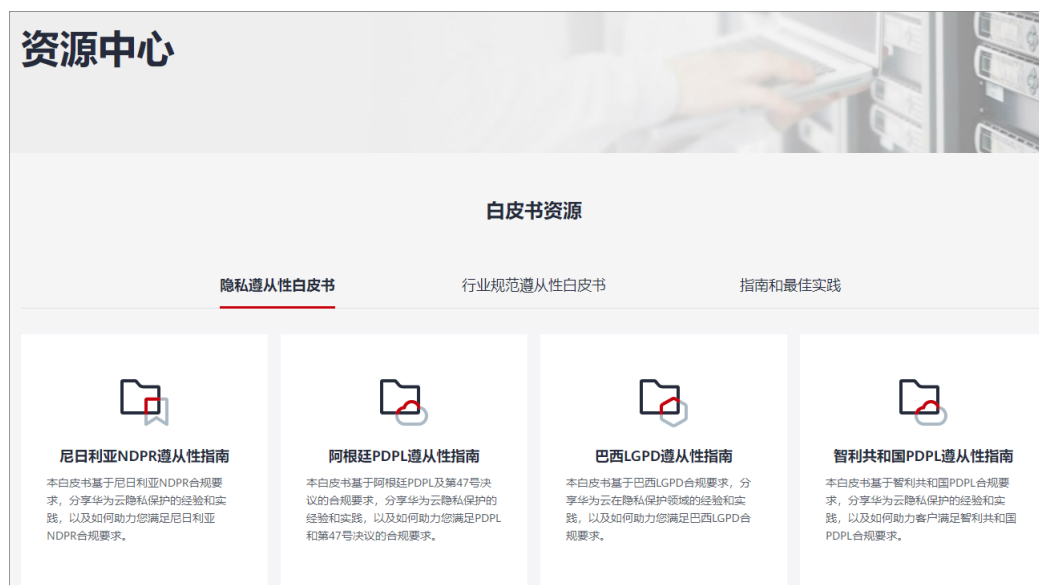 资源中心
白皮书资源
隐私遵从性白皮书
行业规范遵从性白皮书
指南和最佳实践
尼日利亚NDPR遵从性指南
本白皮书基于尼日利亚NDPR合规要
求，分享华为云隐私保护的经验和实
践，以及如何助力您满足尼日利亚
NDPR合规要求。
阿根廷PDPL遵从性指南
本白皮书基于阿根廷PDPL及第47号决
议的合规要求，分享华为云隐私保护的
经验和实践，以及如何助力您满足PDPL
和第47号决议的合规要求。
巴西LGPD遵从性指南
本白皮书基于巴西LGPD合规要求，分
享华为云在隐私保护领域的经验和实
践，以及如何助力您满足巴西LGPD合
规要求。
智利共和国PDPL遵从性指南
本白皮书基于智利共和国PDPL合规要
求，分享华为云隐私保护的经验和实
践，以及如何助力客户满足智利共和国
PDPL合规要求。